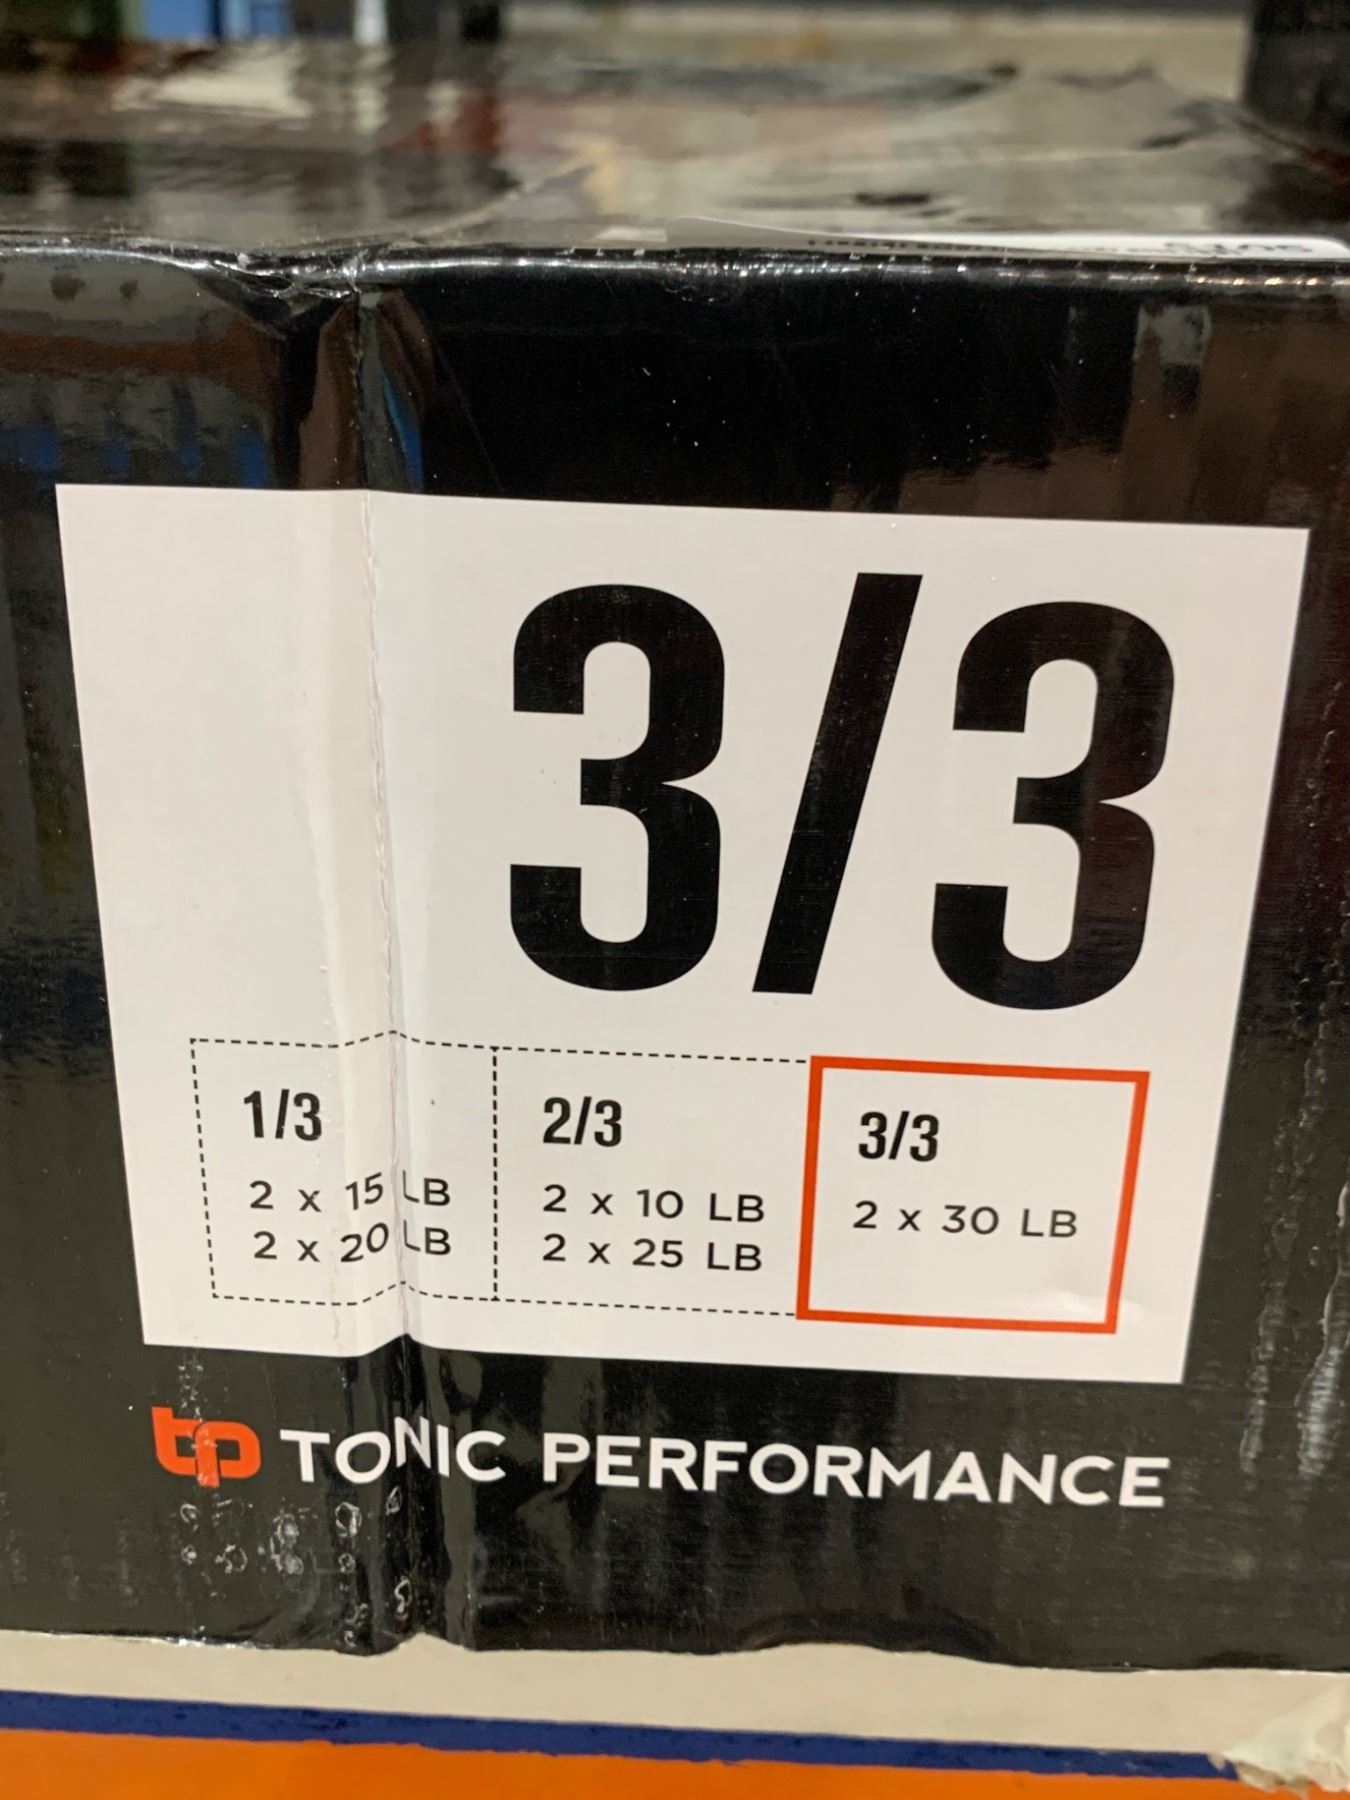 3/3
1/3
2 x 15 LB
2 x 20 LB
2/3
2 x 10 LB
2 x 25 LB
3/3
2 x 30 LB
tp TONIC PERFORMANCE